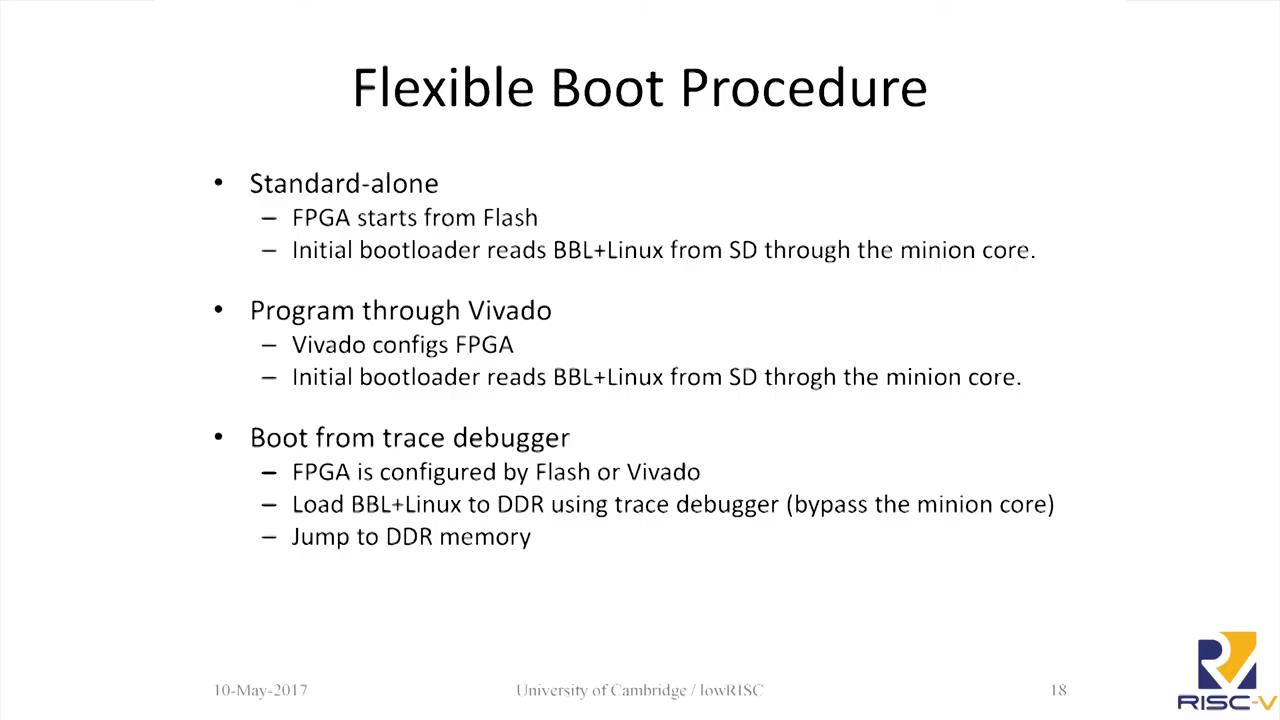 Flexible Boot Procedure
• Standard-alone
– FPGA starts from Flash
– Initial bootloader reads BBL+Linux from SD through the minion core.
• Program through Vivado
– Vivado configs FPGA
– Initial bootloader reads BBL+Linux from SD throgh the minion core.
• Boot from trace debugger
– FPGA is configured by Flash or Vivado
– Load BBL+Linux to DDR using trace debugger (bypass the minion core)
– Jump to DDR memory
10-May-2017
University of Cambridge / lowRISC
18
RISC-V